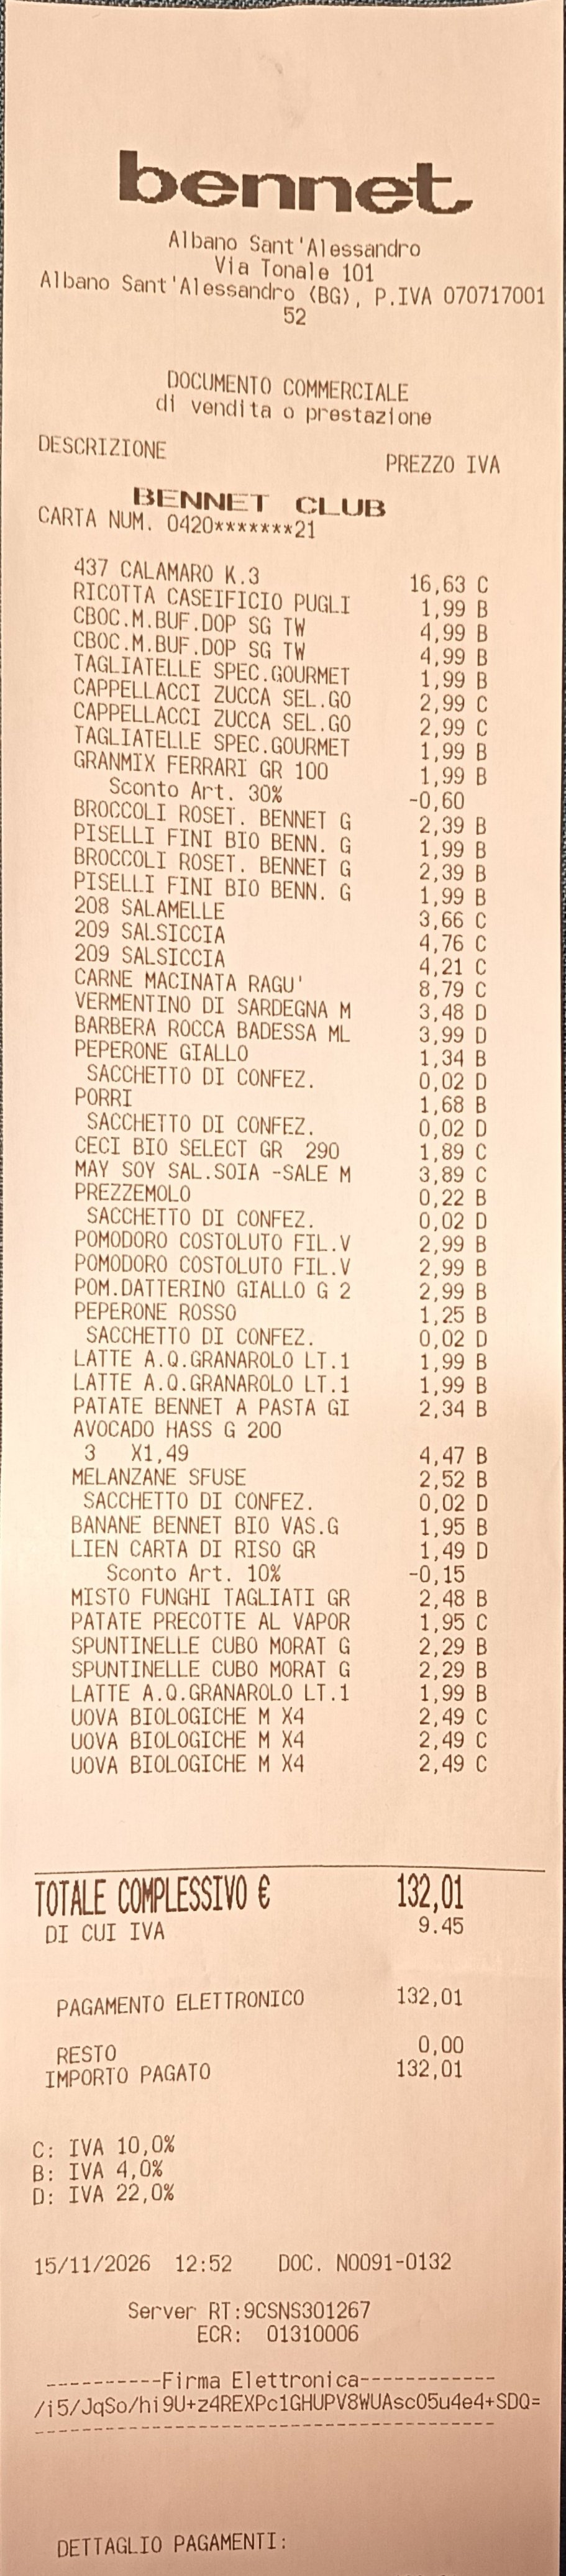 bennet
Albano Sant'Alessandro
Via Tonale 101
Albano Sant'Alessandro (BG), P.IVA 070717001
52
DOCUMENTO COMMERCIALE
di vendita o prestazione
DESCRIZIONE PREZZO IVA
BENNET CLUB
CARTA NUM. 0420*******21
437 CALAMARO K.3 16,63 C
RICOTTA CASEIFICIO PUGLI 1,99 B
CBOC.M.BUF.DOP SG TW 4,99 B
CBOC.M.BUF.DOP SG TW 4,99 B
TAGLIATELLE SPEC.GOURMET 1,99 B
CAPPELLACCI ZUCCA SEL.GO 2,99 C
CAPPELLACCI ZUCCA SEL.GO 2,99 C
TAGLIATELLE SPEC.GOURMET 1,99 B
GRANMIX FERRARI GR 100 1,99 B
Sconto Art. 30% -0,60
BROCCOLI ROSET. BENNET G 2,39 B
PISELLI FINI BIO BENN. G 1,99 B
BROCCOLI ROSET. BENNET G 2,39 B
PISELLI FINI BIO BENN. G 1,99 B
208 SALAMELLE 3,66 C
209 SALSICCIA 4,76 C
209 SALSICCIA 4,21 C
CARNE MACINATA RAGU' 8,79 C
VERMENTINO DI SARDEGNA M 3,48 D
BARBERA ROCCA BADESSA ML 3,99 D
PEPERONE GIALLO 1,34 B
SACCHETTO DI CONFEZ. 0,02 D
PORRI 1,68 B
SACCHETTO DI CONFEZ. 0,02 D
CECI BIO SELECT GR 290 1,89 C
MAY SOY SAL.SOIA -SALE M 3,89 C
PREZZEMOLO 0,22 B
SACCHETTO DI CONFEZ. 0,02 D
POMODORO COSTOLUTO FIL.V 2,99 B
POMODORO COSTOLUTO FIL.V 2,99 B
POM.DATTERINO GIALLO G 2 2,99 B
PEPERONE ROSSO 1,25 B
SACCHETTO DI CONFEZ. 0,02 D
LATTE A.Q.GRANAROLO LT.1 1,99 B
LATTE A.Q.GRANAROLO LT.1 1,99 B
PATATE BENNET A PASTA GI 2,34 B
AVOCADO HASS G 200
3 X1,49 4,47 B
MELANZANE SFUSE 2,52 B
SACCHETTO DI CONFEZ. 0,02 D
BANANE BENNET BIO VAS.G 1,95 B
LIEN CARTA DI RISO GR 1,49 D
Sconto Art. 10% -0,15
MISTO FUNGHI TAGLIATI GR 2,48 B
PATATE PRECOTTE AL VAPOR 1,95 C
SPUNTINELLE CUBO MORAT G 2,29 B
SPUNTINELLE CUBO MORAT G 2,29 B
LATTE A.Q.GRANAROLO LT.1 1,99 B
UOVA BIOLOGICHE M X4 2,49 C
UOVA BIOLOGICHE M X4 2,49 C
UOVA BIOLOGICHE M X4 2,49 C
TOTALE COMPLESSIVO € 132,01
DI CUI IVA 9.45
PAGAMENTO ELETTRONICO 132,01
RESTO 0,00
IMPORTO PAGATO 132,01
C: IVA 10,0%
B: IVA 4,0%
D: IVA 22,0%
15/11/2026 12:52 DOC. N0091-0132
Server RT:9CSNS301267
ECR: 01310006
----------Firma Elettronica------------
/i5/JqSo/hi9U+z4REXPc1GHUPV8WUAscO5u4e4+SDQ=
----------------------------------------
DETTAGLIO PAGAMENTI: